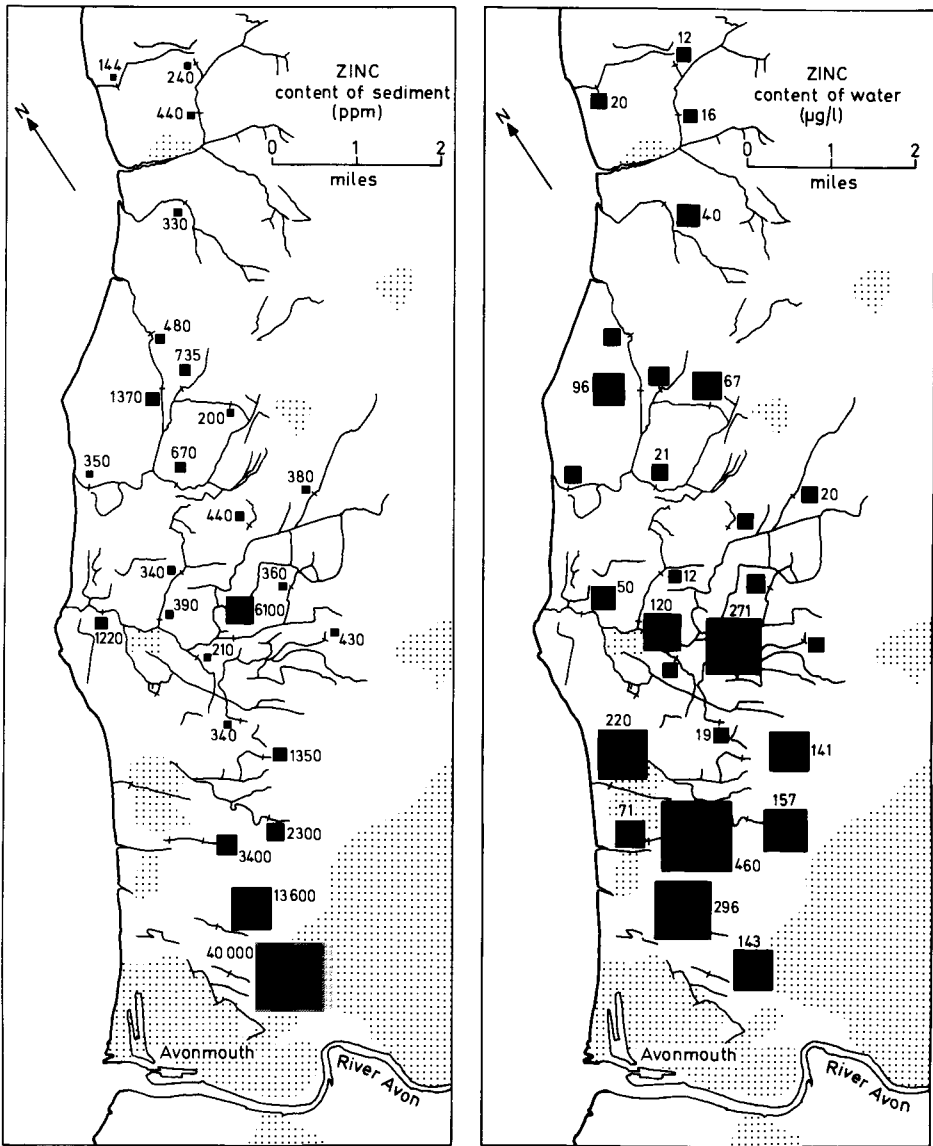 144
240
ZINC
content of sediment
(ppm)
440
N
0 1 2
miles
330
480
735
1370
200
670
350
380
440
340
360
390
6100
1220
210
430
340
1350
2300
3400
13600
40 000
Avonmouth
River Avon
12
ZINC
content of water
(µg/l)
20
16
N
0 1 2
miles
40
96
67
21
20
12
50
120
271
220
19
141
71
157
460
296
143
Avonmouth
River Avon